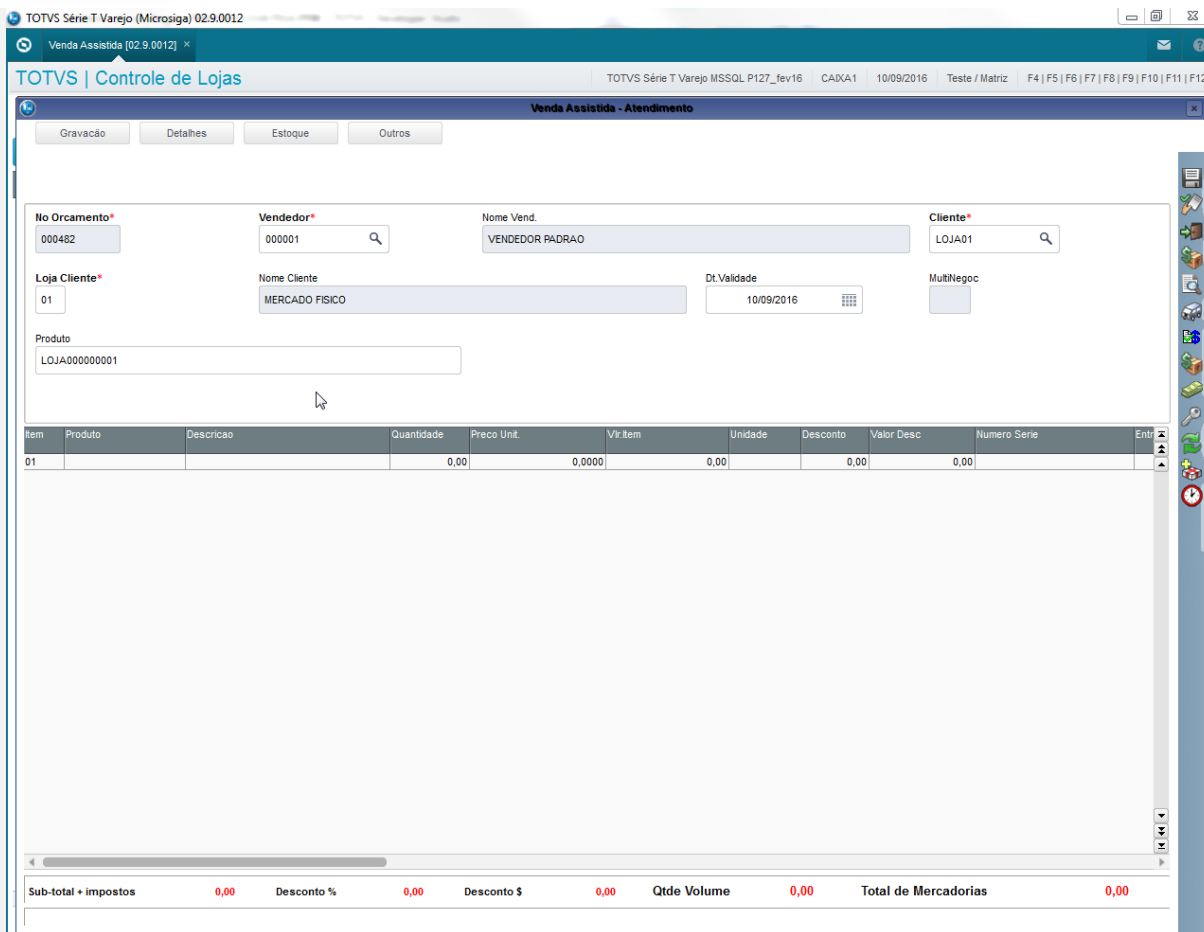 TOTVS Série T Varejo (Microsiga) 02.9.0012
Venda Assistida [02.9.0012] ×
TOTVS | Controle de Lojas
TOTVS Série T Varejo MSSQL P127_fev16 CAIXA1 10/09/2016 Teste / Matriz F4 | F5 | F6 | F7 | F8 | F9 | F10 | F11 | F12
Venda Assistida - Atendimento
Gravacão Detalhes Estoque Outros
No Orcamento* Vendedor* Nome Vend. Cliente*
000482 000001 VENDEDOR PADRAO LOJA01
Loja Cliente* Nome Cliente Dt.Validade MultiNegoc
01 MERCADO FISICO 10/09/2016
Produto
LOJA000000001
Item Produto Descricao Quantidade Preco Unit. Vlr.Item Unidade Desconto Valor Desc Numero Serie Entr
01 0,00 0,0000 0,00 0,00 0,00
Sub-total + impostos 0,00 Desconto % 0,00 Desconto $ 0,00 Qtde Volume 0,00 Total de Mercadorias 0,00